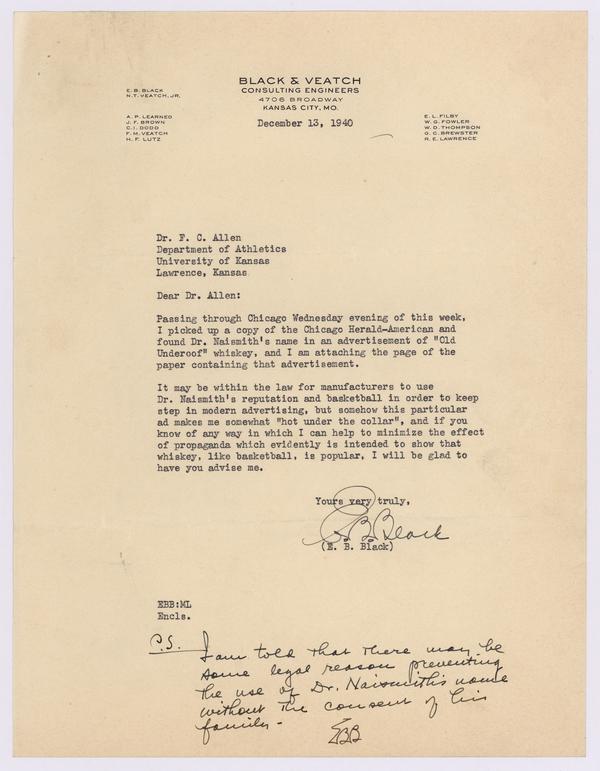 BLACK & VEATCH
CONSULTING ENGINEERS
4706 BROADWAY
KANSAS CITY, MO.
E. B. BLACK
N. T. VEATCH, JR.
A. P. LEARNED
J. F. BROWN
C. I. DODD
F. M. VEATCH
H. F. LUTZ
E. L. FILBY
W. G. FOWLER
W. D. THOMPSON
G. C. BREWSTER
R. E. LAWRENCE
December 13, 1940
Dr. F. C. Allen
Department of Athletics
University of Kansas
Lawrence, Kansas
Dear Dr. Allen:
Passing through Chicago Wednesday evening of this week,
I picked up a copy of the Chicago Herald-American and
found Dr. Naismith's name in an advertisement of "Old
Underoof" whiskey, and I am attaching the page of the
paper containing that advertisement.
It may be within the law for manufacturers to use
Dr. Naismith's reputation and basketball in order to keep
step in modern advertising, but somehow this particular
ad makes me somewhat "hot under the collar", and if you
know of any way in which I can help to minimize the effect
of propaganda which evidently is intended to show that
whiskey, like basketball, is popular, I will be glad to
have you advise me.
Yours very truly,
E. B. Black
(E. B. Black)
EBB:ML
Encls.
P.S. I am told that there may be
some legal reason preventing
the use of Dr. Naismith's name
without the consent of his
family.-
EBB